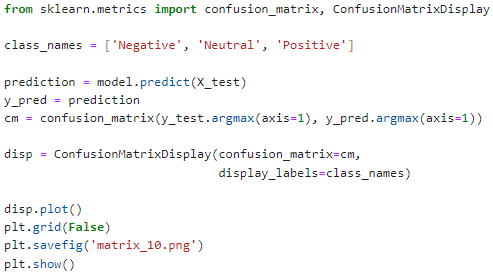 from sklearn.metrics import confusion_matrix, ConfusionMatrixDisplay
class_names = ['Negative', 'Neutral', 'Positive']
prediction = model.predict(X_test)
y_pred = prediction
cm = confusion_matrix(y_test.argmax(axis=1), y_pred.argmax(axis=1))
disp = ConfusionMatrixDisplay(confusion_matrix=cm,
                              display_labels=class_names)
disp.plot()
plt.grid(False)
plt.savefig('matrix_10.png')
plt.show()